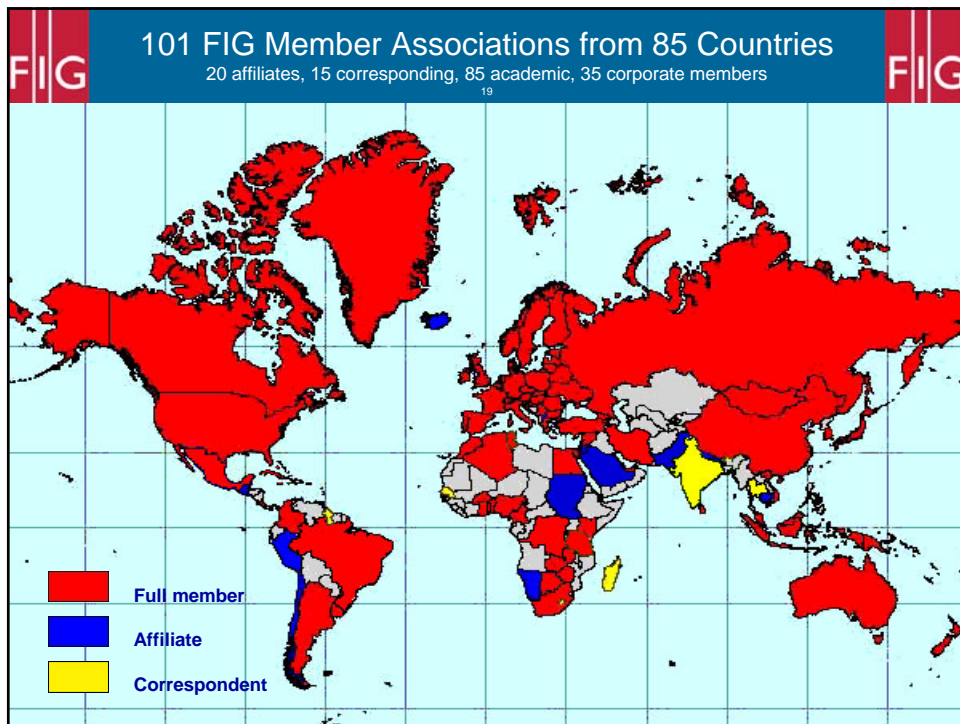 FIG
101 FIG Member Associations from 85 Countries
20 affiliates, 15 corresponding, 85 academic, 35 corporate members
19
FIG
Full member
Affiliate
Correspondent